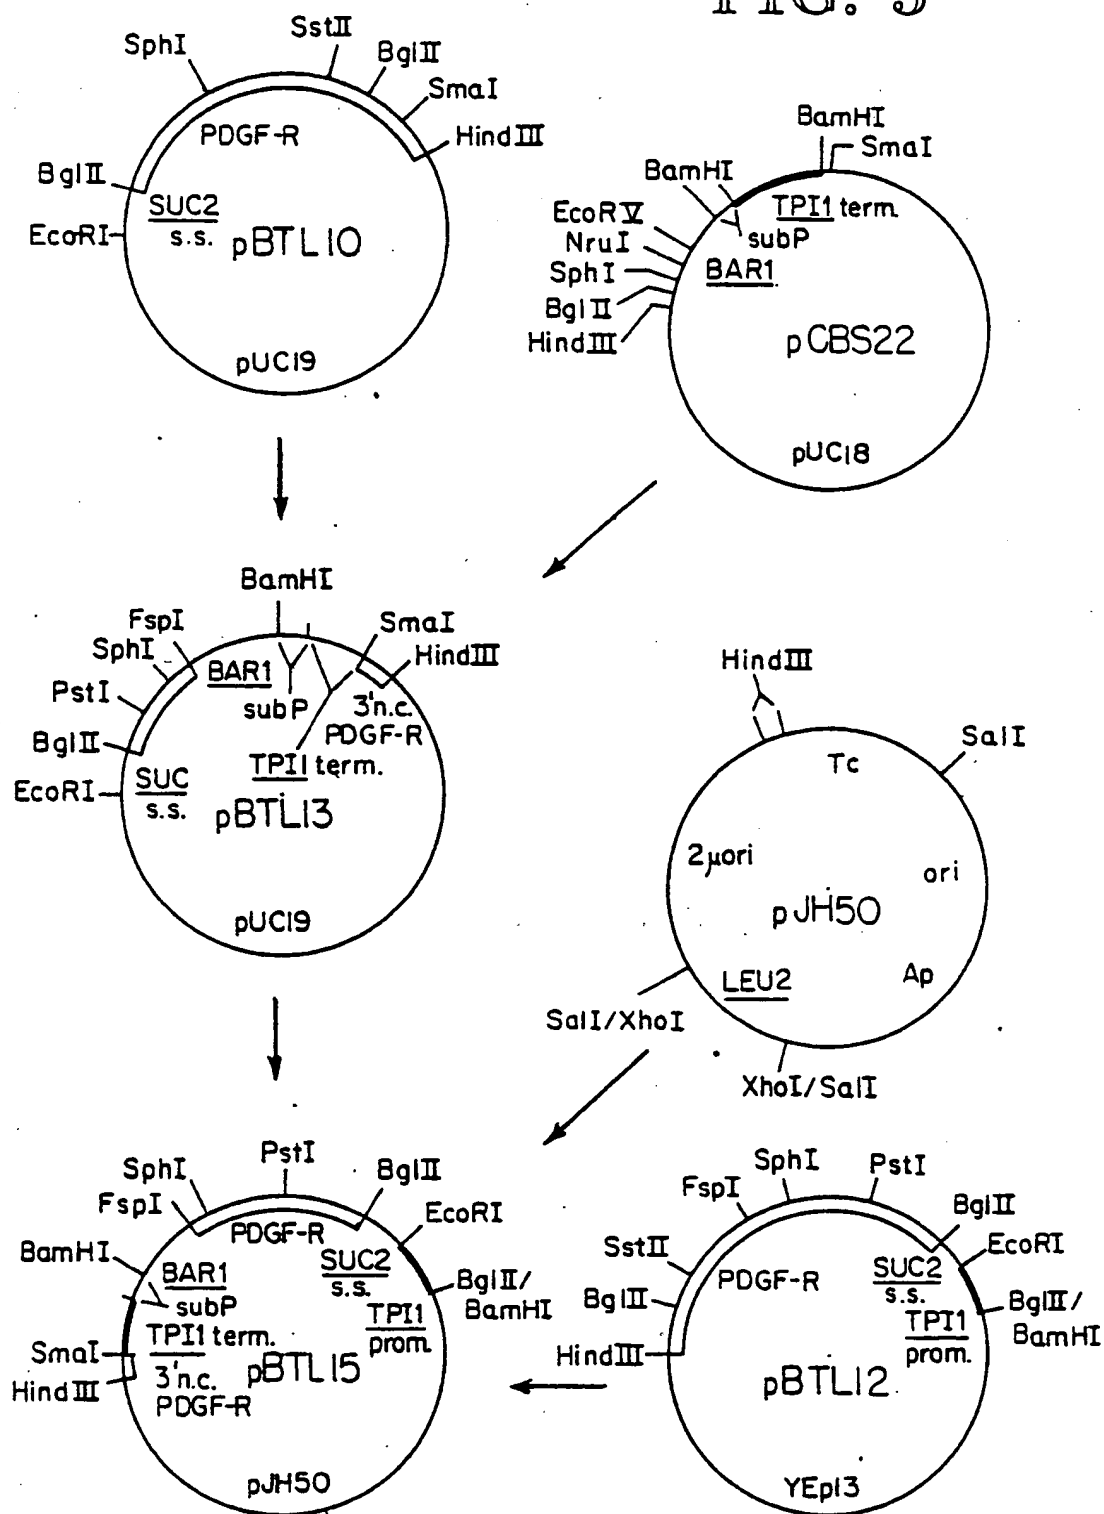 FIG. 5
SstII
SphI
BglII
SmaI
HindIII
PDGF-R
BglII
SUC2
s.s.
EcoRI
pBTL10
pUC19
BamHI
SmaI
BamHI
TPI1 term.
EcoRV
subP
NruI
SphI
BAR1
BglII
HindIII
pCBS22
pUC18
BamHI
FspI
SmaI
SphI
HindIII
BAR1
PstI
subP
3'n.c.
PDGF-R
BglII
TPI1 term.
EcoRI
SUC
s.s.
pBTL13
pUC19
HindIII
SalI
Tc
2μori
ori
pJH50
Ap
LEU2
SalI/XhoI
XhoI/SalI
PstI
SphI
BglII
FspI
EcoRI
PDGF-R
BamHI
SUC2
s.s.
BAR1
subP
BglII/
BamHI
TPI1
prom.
TPI1 term.
SmaI
3'n.c.
PDGF-R
HindIII
pBTL15
pJH50
SphI
PstI
FspI
BglII
SstII
EcoRI
PDGF-R
SUC2
s.s.
BglII
BglII/
BamHI
TPI1
prom.
HindIII
pBTL12
YEp13